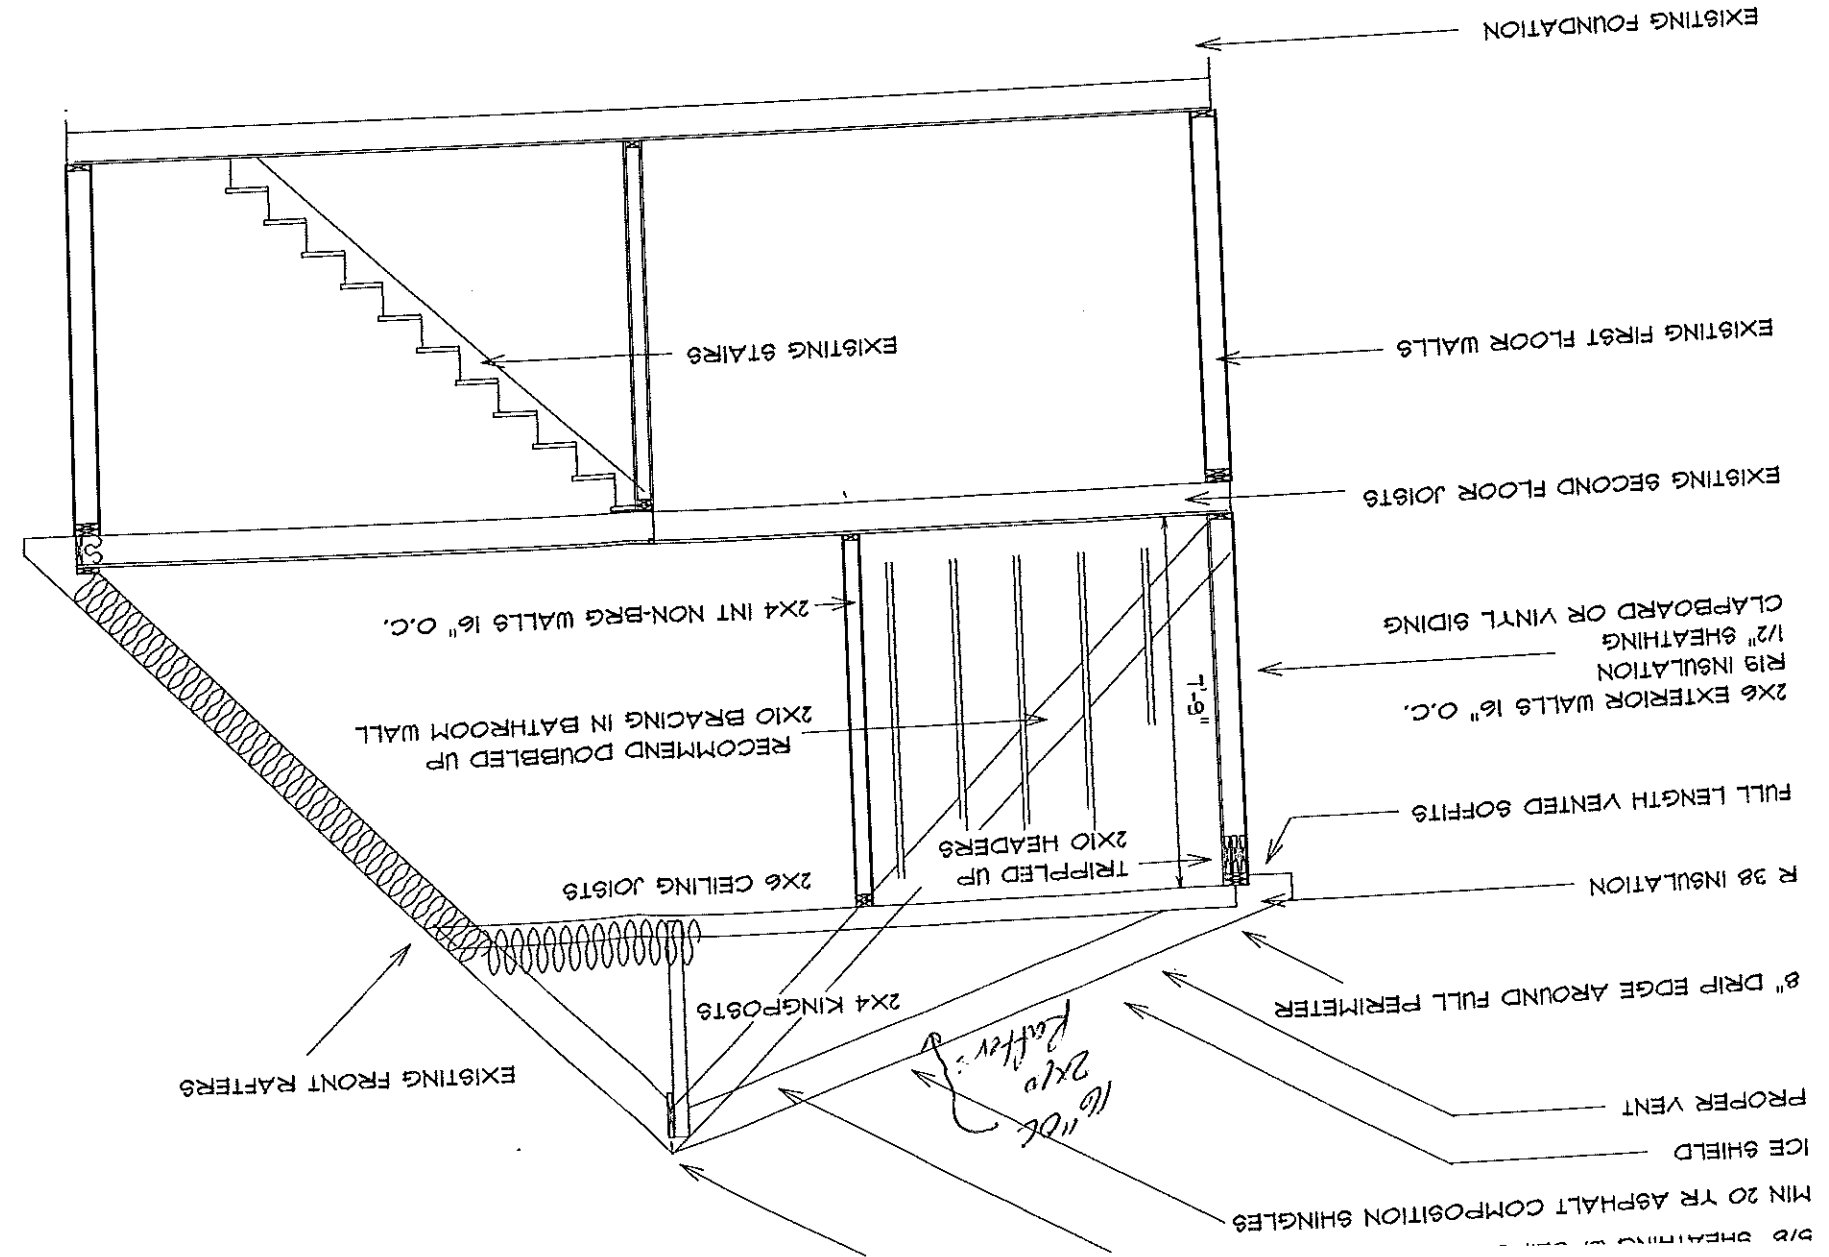 5/8 SHEATHING
MIN 20 YR ASPHALT COMPOSITION SHINGLES
ICE SHIELD
PROPER VENT
16" OC
2X10
Rafters
8" DRIP EDGE AROUND FULL PERIMETER
2X4 KINGPOSTS
EXISTING FRONT RAFTERS
R 38 INSULATION
FULL LENGTH VENTED SOFFITS
TRIPPLED UP
2X10 HEADERS
2X6 CEILING JOISTS
2X6 EXTERIOR WALLS 16" O.C.
R19 INSULATION
1/2" SHEATHING
CLAPBOARD OR VINYL SIDING
7'-9"
RECOMMEND DOUBBLED UP
2X10 BRACING IN BATHROOM WALL
2X4 INT NON-BRG WALLS 16" O.C.
EXISTING SECOND FLOOR JOISTS
EXISTING FIRST FLOOR WALLS
EXISTING STAIRS
EXISTING FOUNDATION